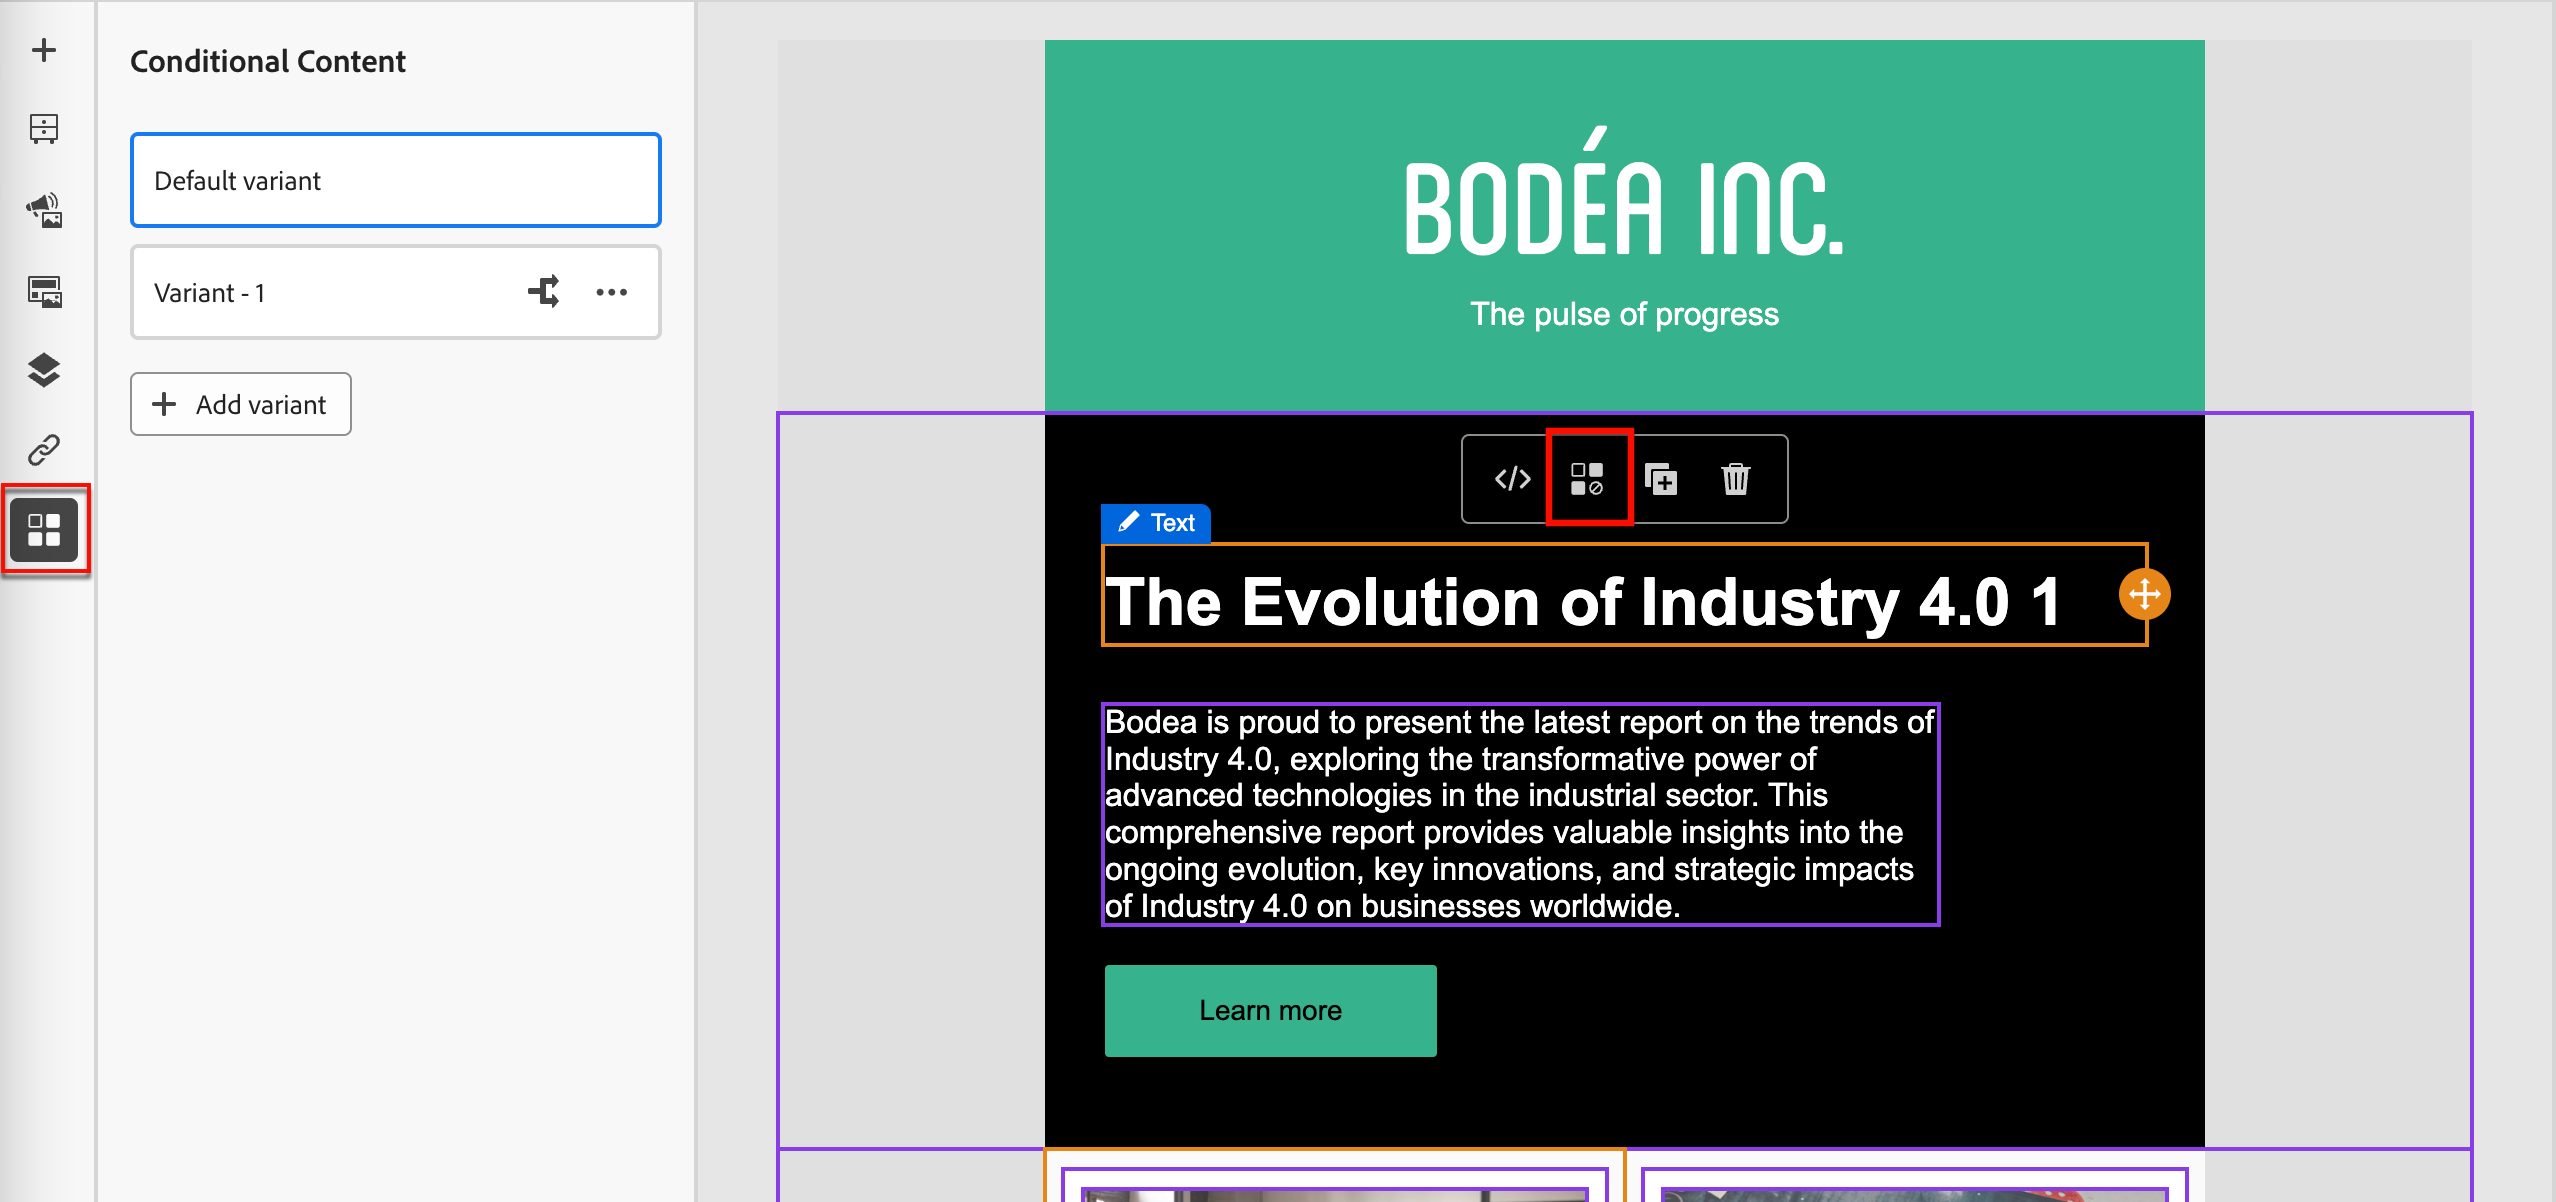 Conditional Content
Default variant
Variant - 1
Add variant
BODÉA INC.
The pulse of progress
</>
Text
The Evolution of Industry 4.0 1
Bodea is proud to present the latest report on the trends of
Industry 4.0, exploring the transformative power of
advanced technologies in the industrial sector. This
comprehensive report provides valuable insights into the
ongoing evolution, key innovations, and strategic impacts
of Industry 4.0 on businesses worldwide.
Learn more